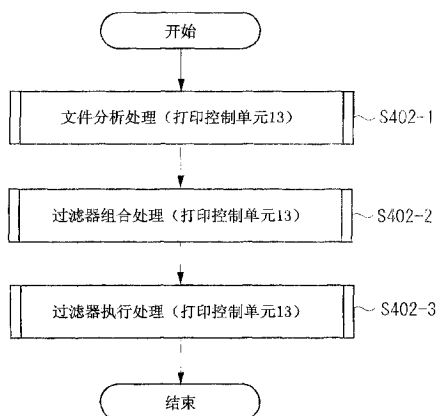 开始
文件分析处理（打印控制单元13） S402-1
过滤器组合处理（打印控制单元13） S402-2
过滤器执行处理（打印控制单元13） S402-3
结束